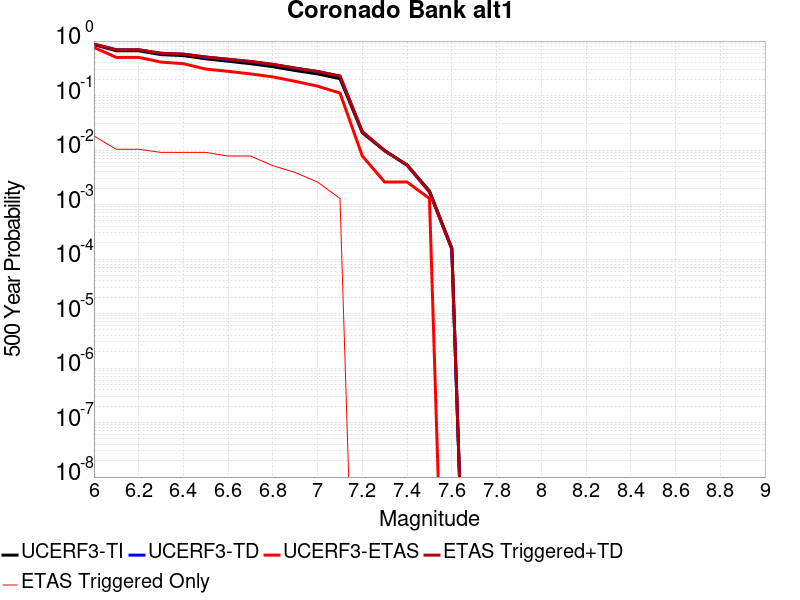 Coronado Bank alt1
10^0
10^-1
10^-2
10^-3
10^-4
10^-5
10^-6
10^-7
10^-8
500 Year Probability
6 6.2 6.4 6.6 6.8 7 7.2 7.4 7.6 7.8 8 8.2 8.4 8.6 8.8 9
Magnitude
UCERF3-TI UCERF3-TD UCERF3-ETAS ETAS Triggered+TD
ETAS Triggered Only